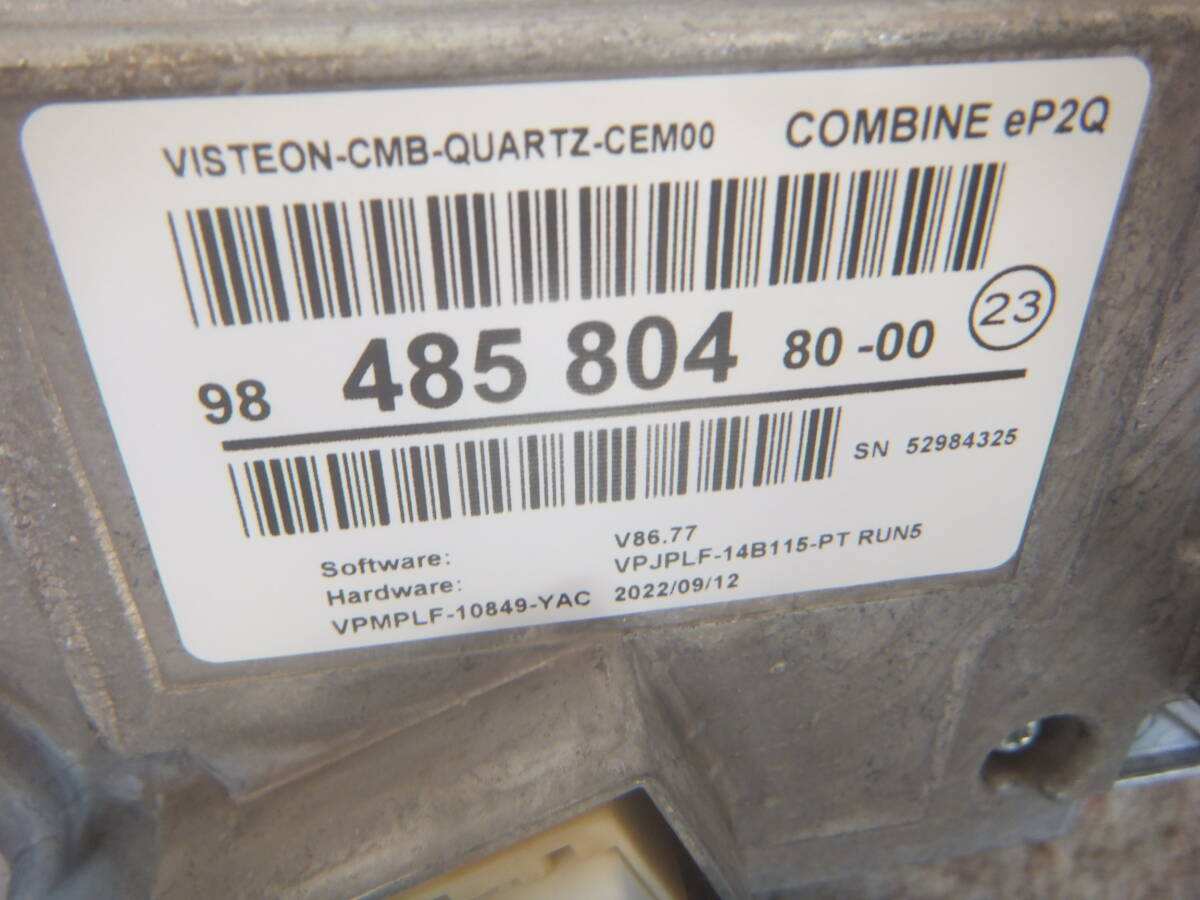 VISTEON-CMB-QUARTZ-CEM00 COMBINE eP2Q
98 485 804 80 -00 23
SN 52984325
Software: V86.77
Hardware: VPJPLF-14B115-PT RUN5
VPMPLF-10849-YAC 2022/09/12